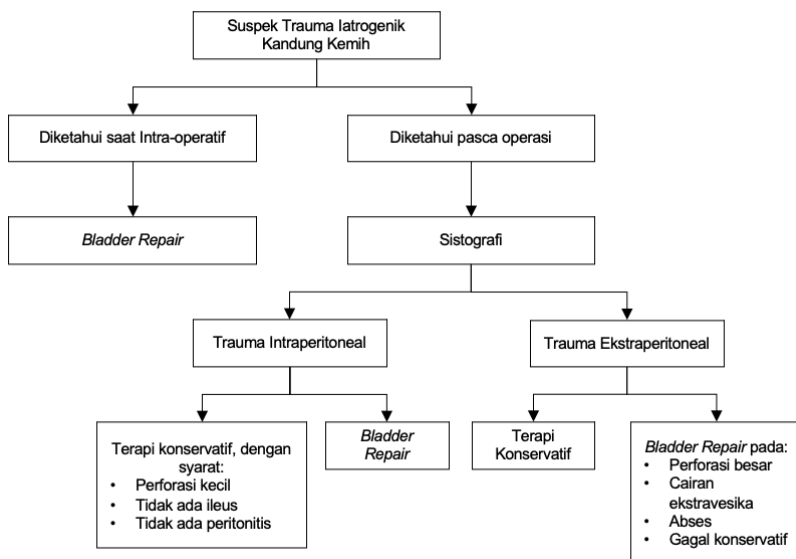 Suspek Trauma Iatrogenik
Kandung Kemih
Diketahui saat Intra-operatif
Diketahui pasca operasi
Bladder Repair
Sistografi
Trauma Intraperitoneal
Trauma Ekstraperitoneal
Terapi konservatif, dengan
syarat:
• Perforasi kecil
• Tidak ada ileus
• Tidak ada peritonitis
Bladder
Repair
Terapi
Konservatif
Bladder Repair pada:
• Perforasi besar
• Cairan
ekstravesika
• Abses
• Gagal konservatif